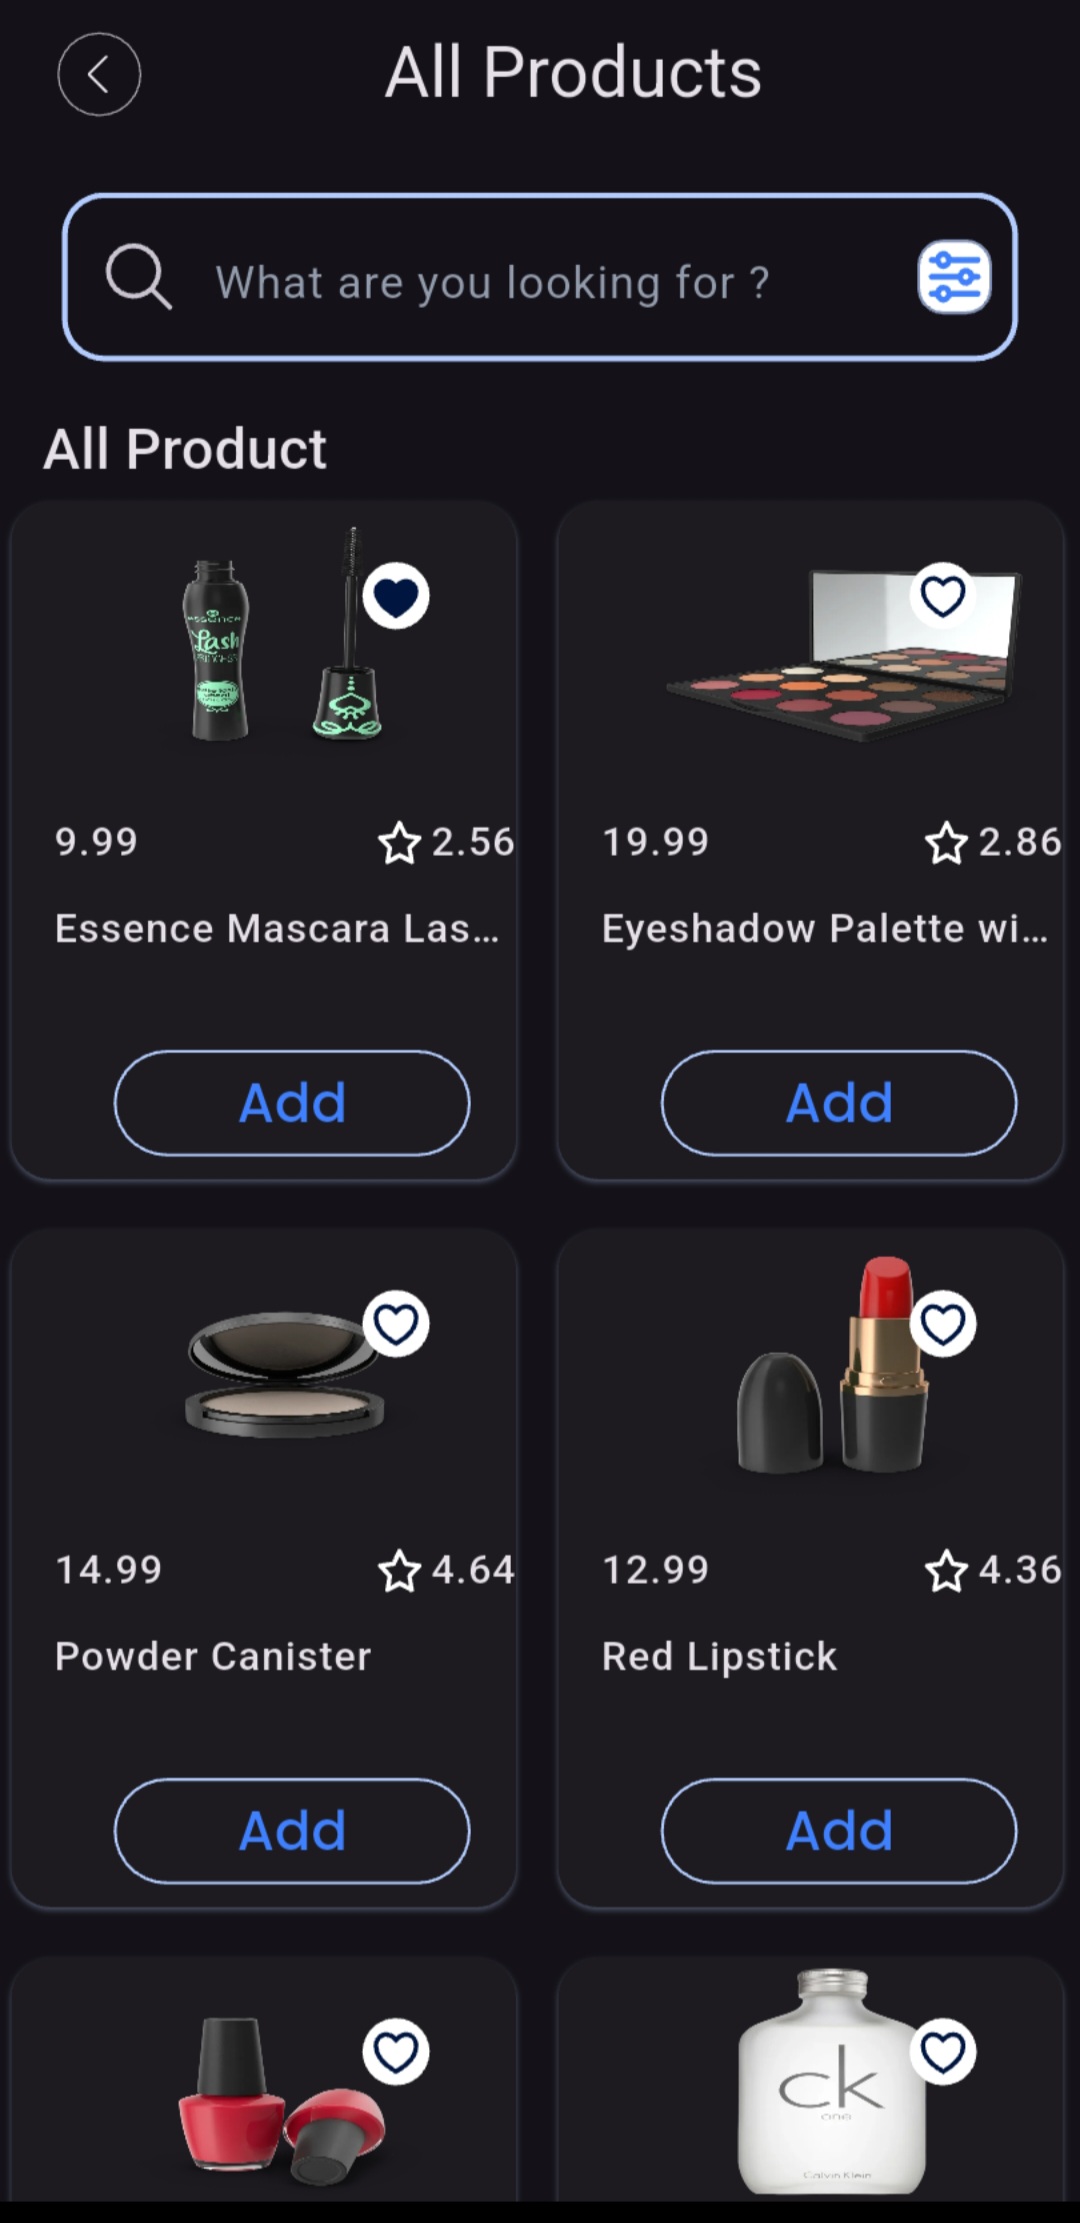 All Products
What are you looking for ?
All Product
essence
Lash
PRINCESS
9.99
2.56
19.99
2.86
Essence Mascara Las...
Eyeshadow Palette wi...
Add
Add
14.99
4.64
12.99
4.36
Powder Canister
Red Lipstick
Add
Add
ck
one
Calvin Klein